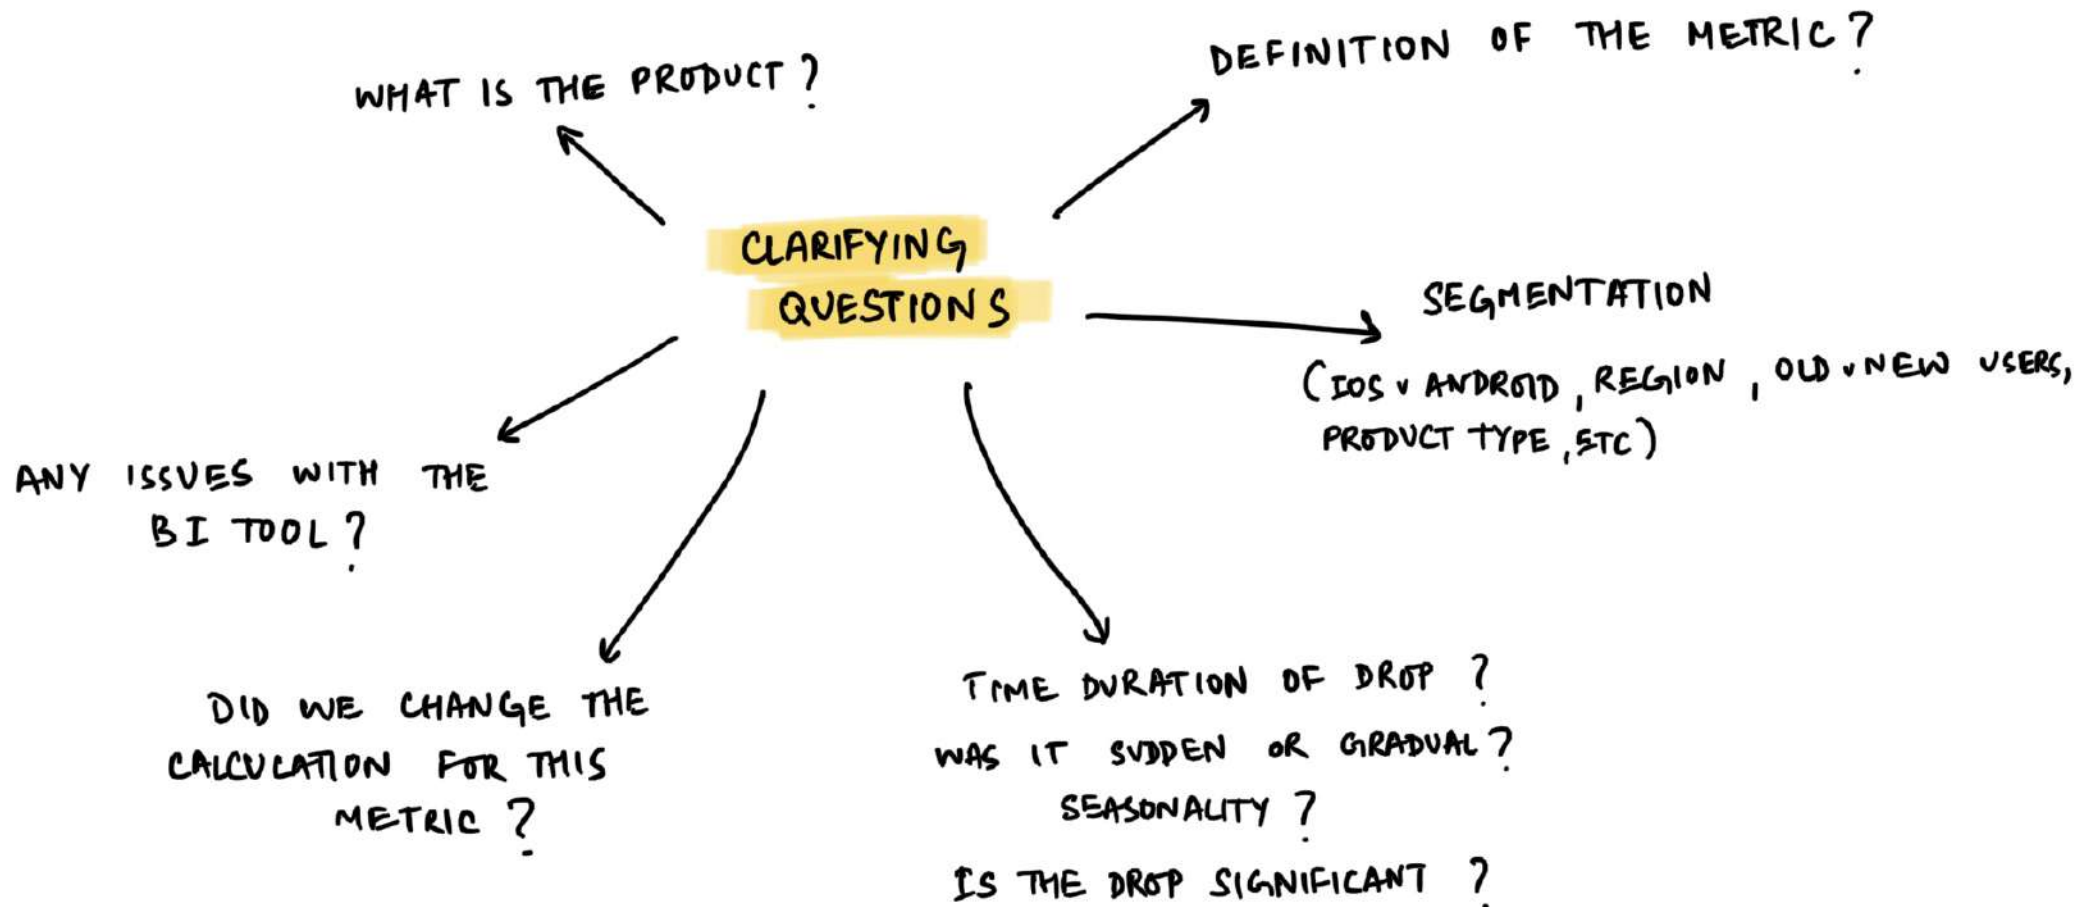 WHAT IS THE PRODUCT?
DEFINITION OF THE METRIC?
CLARIFYING
QUESTIONS
SEGMENTATION
(IOS v ANDROID, REGION, OLD v NEW USERS,
PRODUCT TYPE, ETC)
ANY ISSUES WITH THE
BI TOOL?
DID WE CHANGE THE
CALCULATION FOR THIS
METRIC?
TIME DURATION OF DROP?
WAS IT SUDDEN OR GRADUAL?
SEASONALITY?
IS THE DROP SIGNIFICANT?